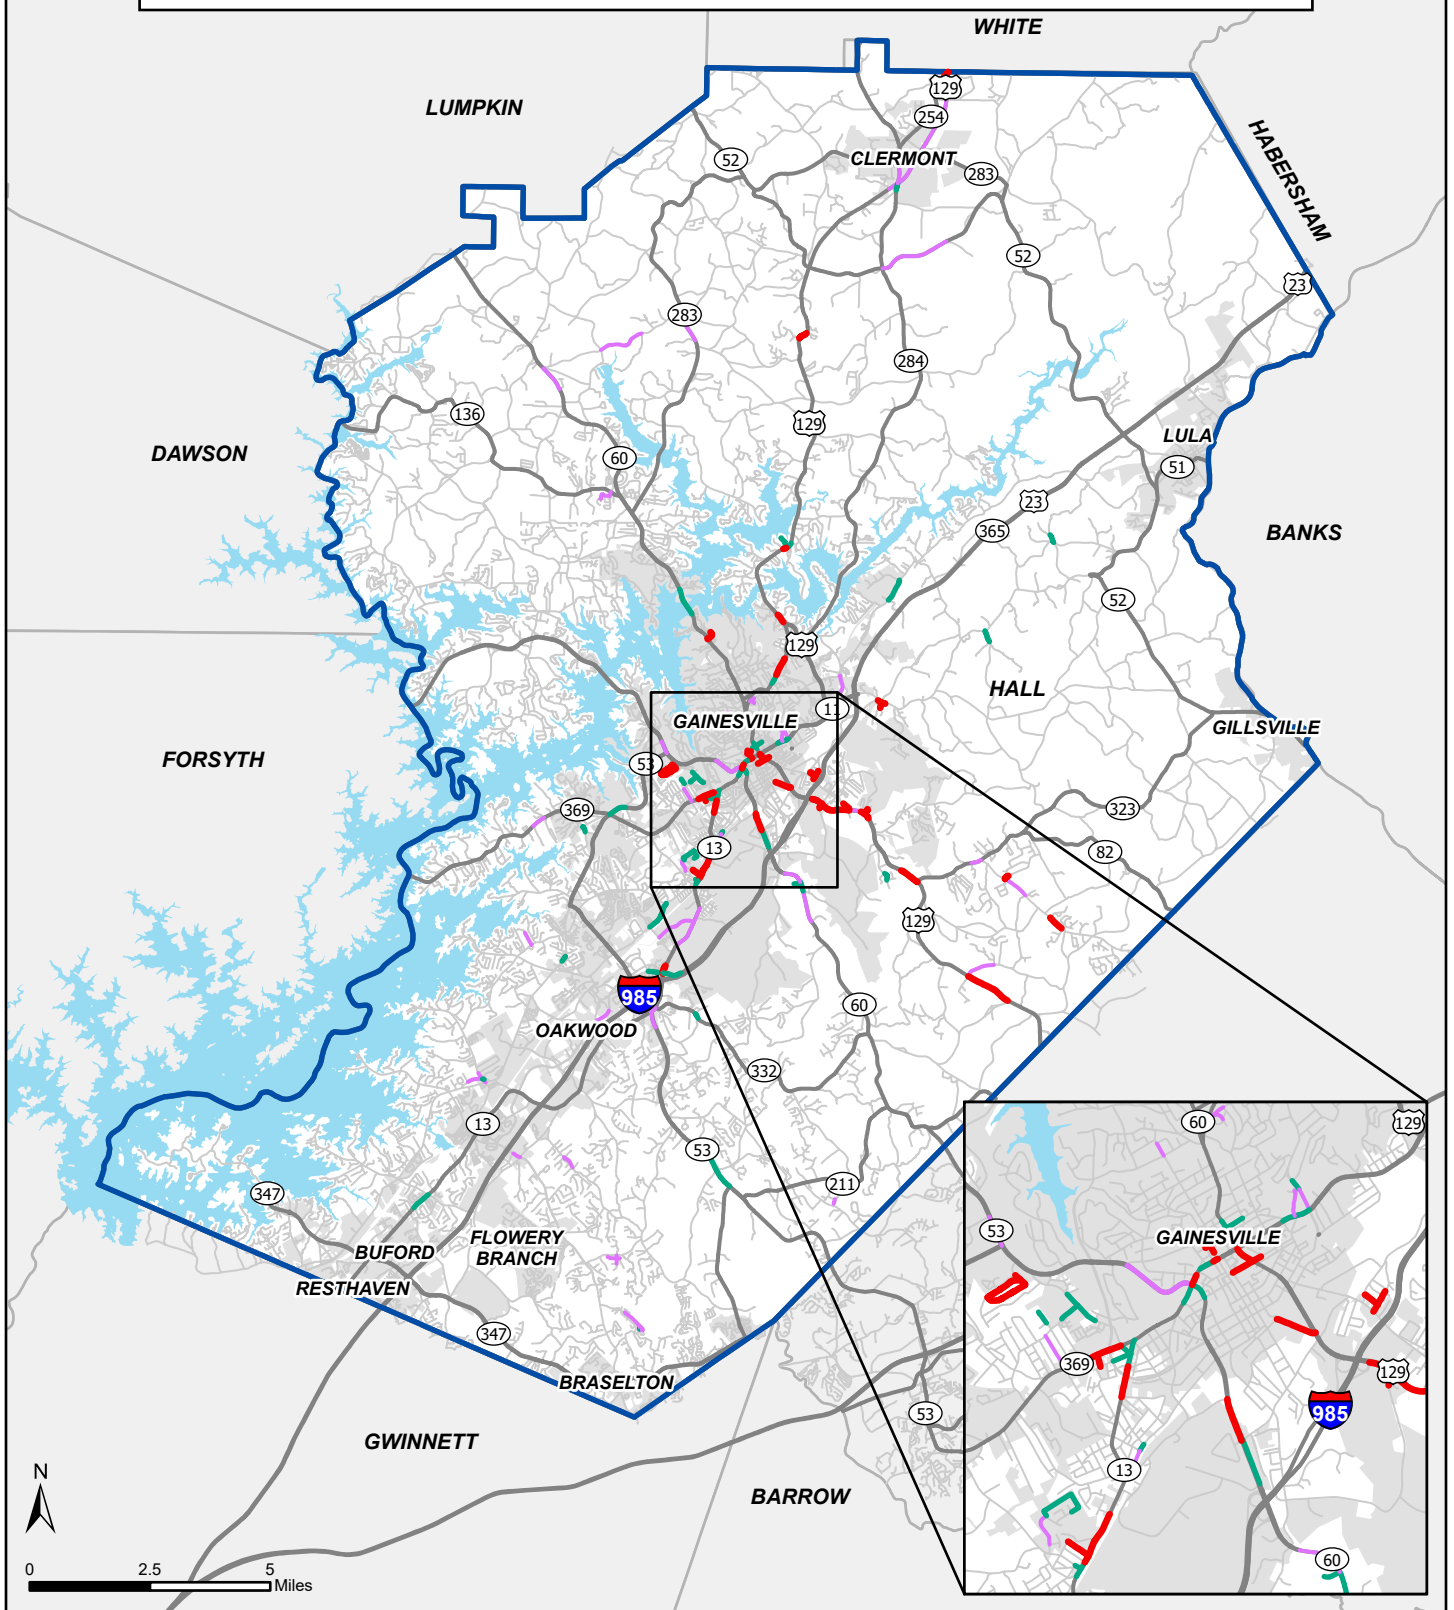 WHITE
LUMPKIN
129
254
HABERSHAM
52
CLERMONT
283
52
23
283
284
136
129
LULA
DAWSON
60
51
23
365
BANKS
52
129
HALL
11
GAINESVILLE
GILLSVILLE
FORSYTH
53
369
323
13
82
129
985
60
OAKWOOD
332
13
53
211
347
FLOWERY
BRANCH
BUFORD
RESTHAVEN
347
BRASELTON
53
GWINNETT
BARROW
60
129
53
GAINESVILLE
369
129
985
13
60
N
0 2.5 5
Miles